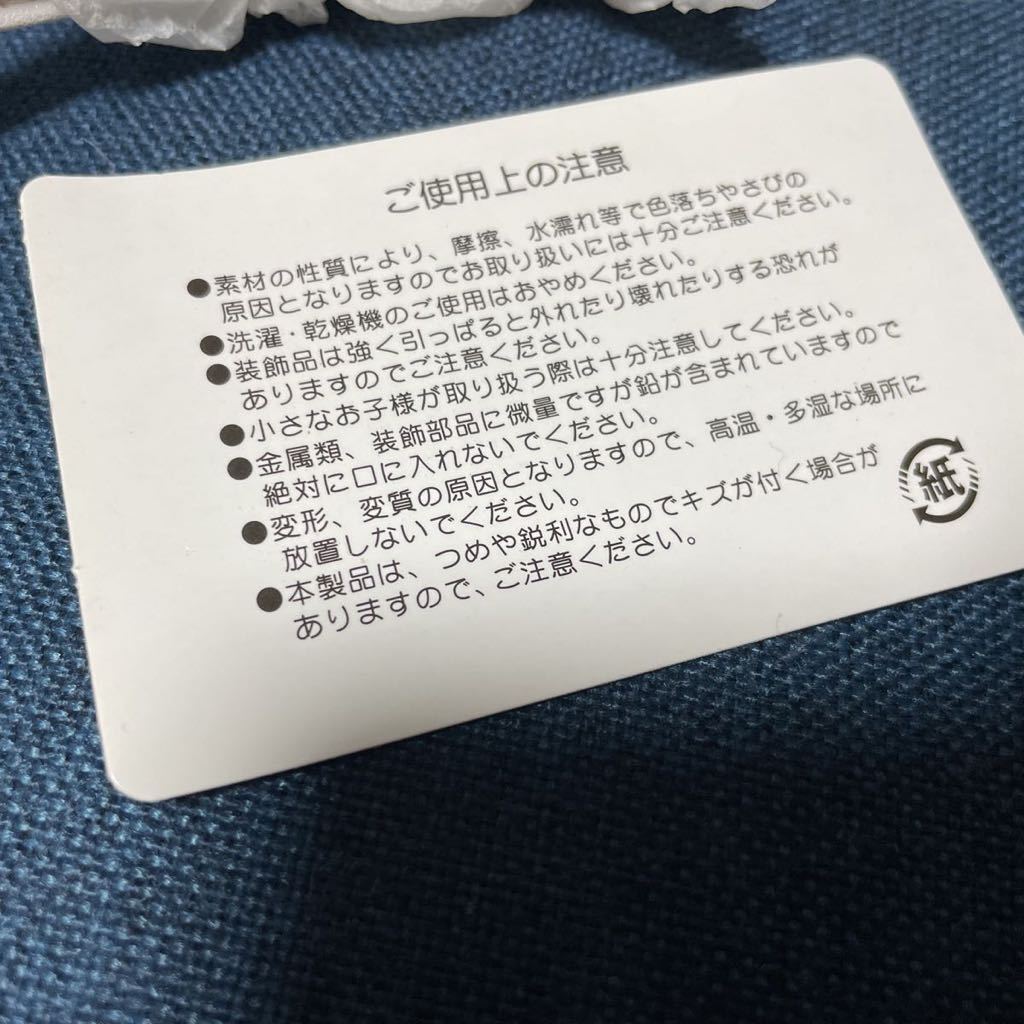 ご使用上の注意
●素材の性質により、摩擦、水濡れ等で色落ちやさびの
原因となりますのでお取り扱いには十分ご注意ください。
●洗濯・乾燥機のご使用はおやめください。
●装飾品は強く引っぱると外れたり壊れたりする恐れが
ありますのでご注意ください。
●小さなお子様が取り扱う際は十分注意してください。
●金属類、装飾部品に微量ですが鉛が含まれていますので
絶対に口に入れないでください。
●変形、変質の原因となりますので、高温・多湿な場所に
放置しないでください。
●本製品は、つめや鋭利なものでキズが付く場合が
ありますので、ご注意ください。
紙